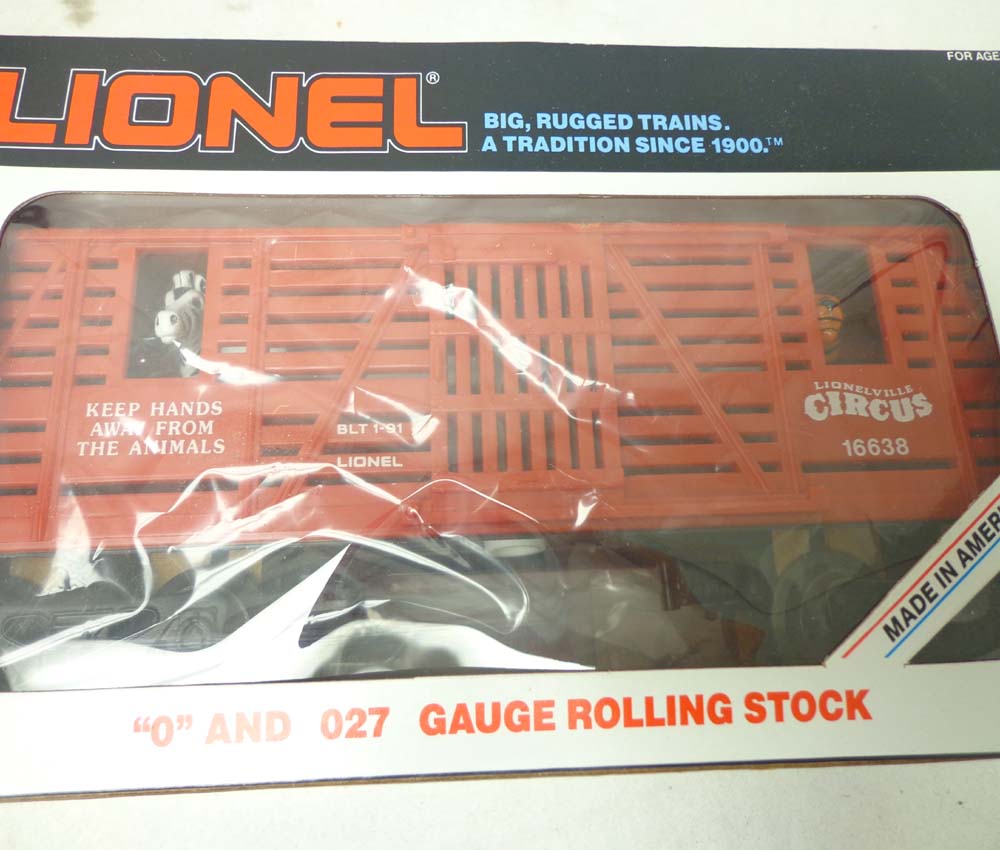 LIONEL®
FOR AGE
BIG, RUGGED TRAINS.
A TRADITION SINCE 1900.™
KEEP HANDS
AWAY FROM
THE ANIMALS
BLT 1-91
LIONEL
LIONELVILLE
CIRCUS
16638
MADE IN AMERI
"O" AND 027 GAUGE ROLLING STOCK